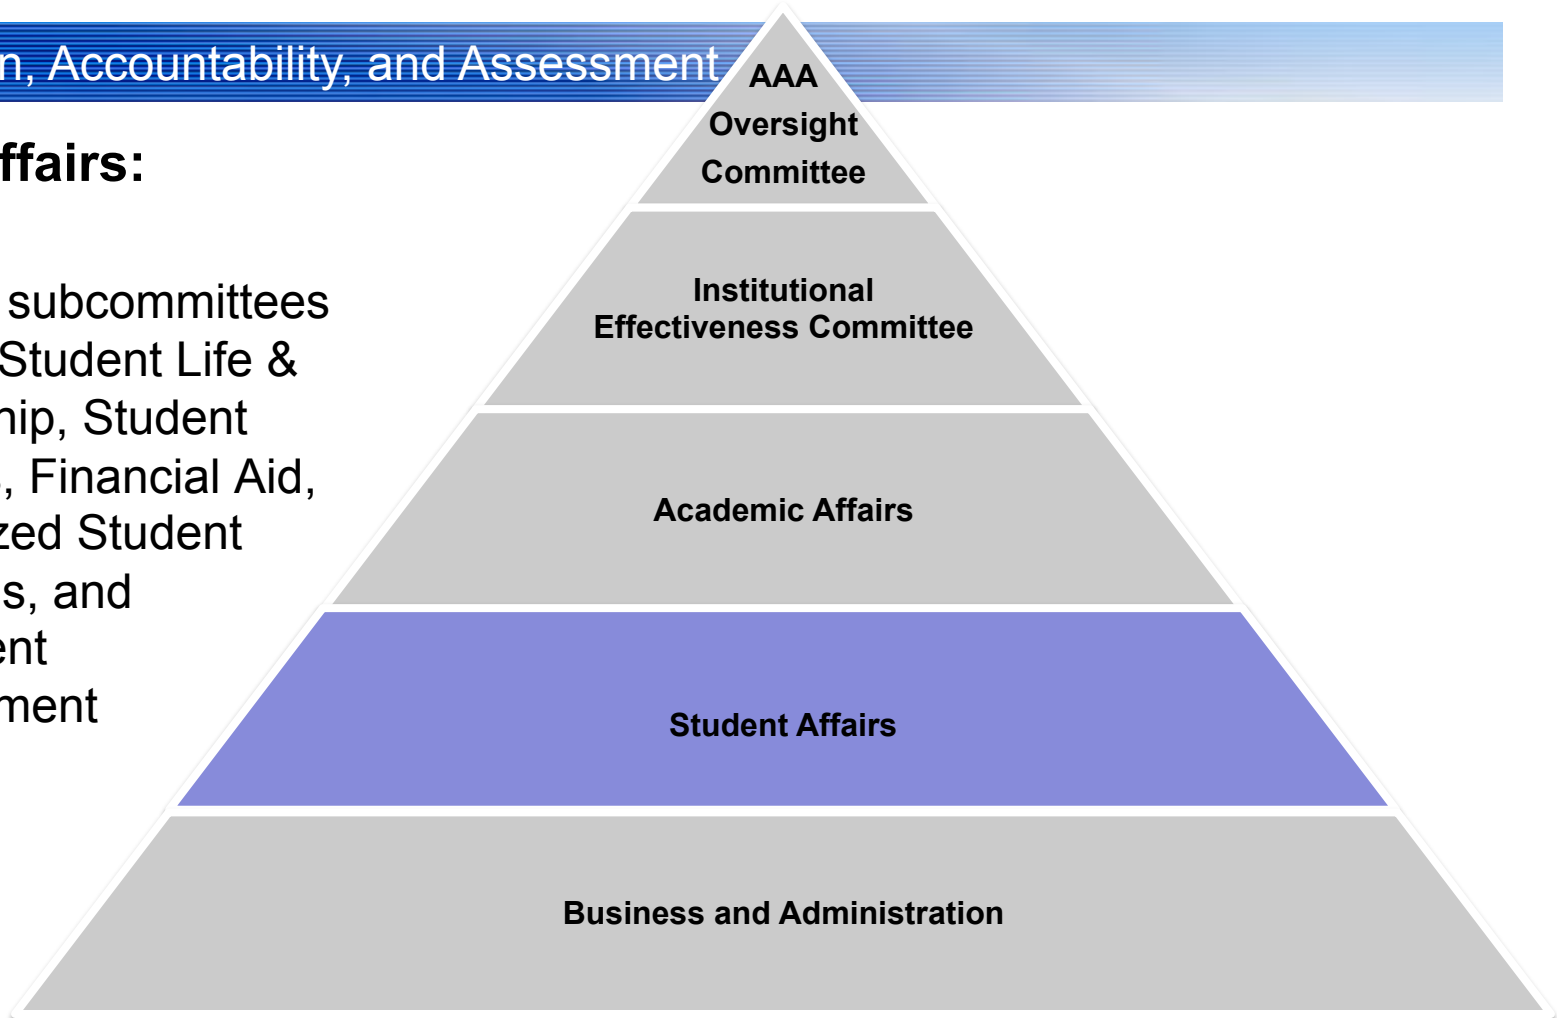 n, Accountability, and Assessment
ffairs:
subcommittees
Student Life &
hip, Student
, Financial Aid,
zed Student
s, and
ent
ment
AAA
Oversight
Committee
Institutional
Effectiveness Committee
Academic Affairs
Student Affairs
Business and Administration